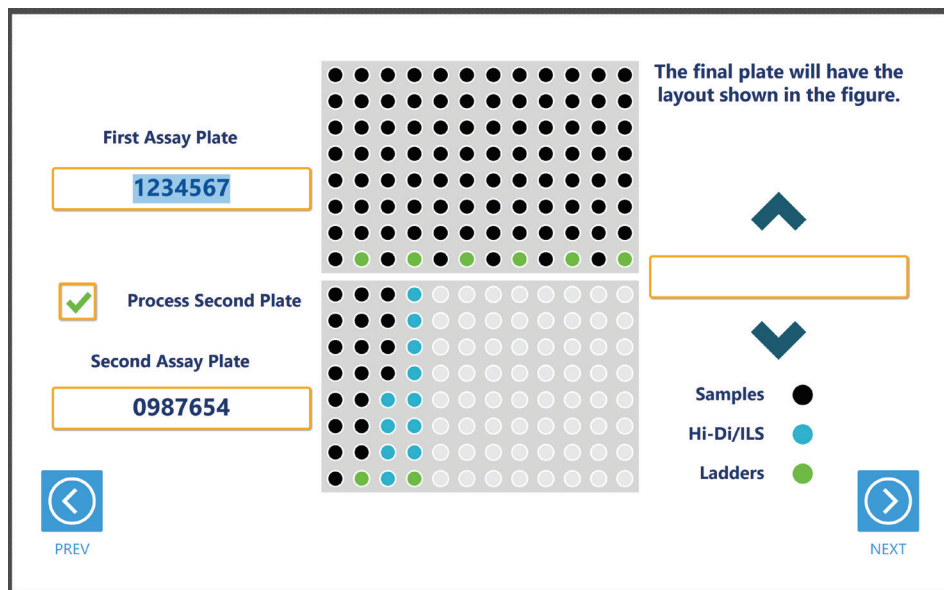 The final plate will have the
layout shown in the figure.
First Assay Plate
1234567
Process Second Plate
Second Assay Plate
0987654
Samples
Hi-Di/ILS
Ladders
PREV
NEXT